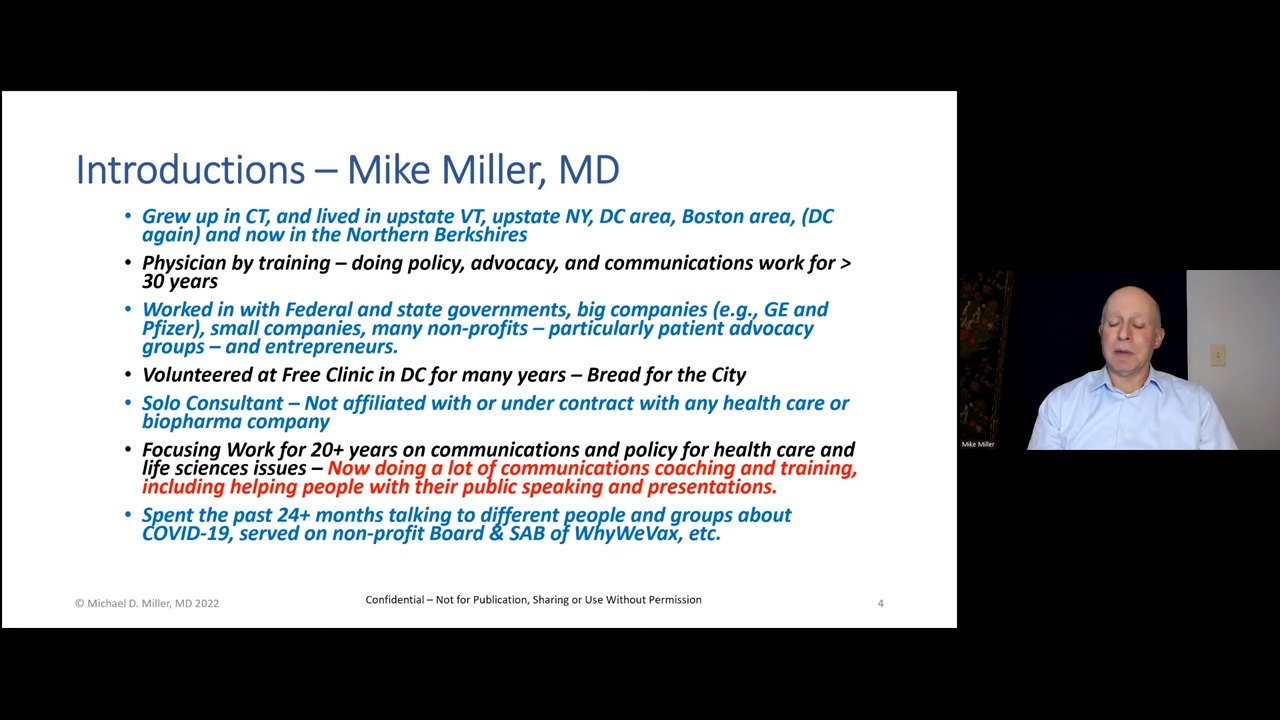 Introductions – Mike Miller, MD
• Grew up in CT, and lived in upstate VT, upstate NY, DC area, Boston area, (DC
again) and now in the Northern Berkshires
• Physician by training – doing policy, advocacy, and communications work for >
30 years
• Worked in with Federal and state governments, big companies (e.g., GE and
Pfizer), small companies, many non-profits – particularly patient advocacy
groups – and entrepreneurs.
• Volunteered at Free Clinic in DC for many years – Bread for the City
• Solo Consultant – Not affiliated with or under contract with any health care or
biopharma company
• Focusing Work for 20+ years on communications and policy for health care and
life sciences issues – Now doing a lot of communications coaching and training,
including helping people with their public speaking and presentations.
• Spent the past 24+ months talking to different people and groups about
COVID-19, served on non-profit Board & SAB of WhyWeVax, etc.
© Michael D. Miller, MD 2022
Confidential – Not for Publication, Sharing or Use Without Permission
4
Mike Miller